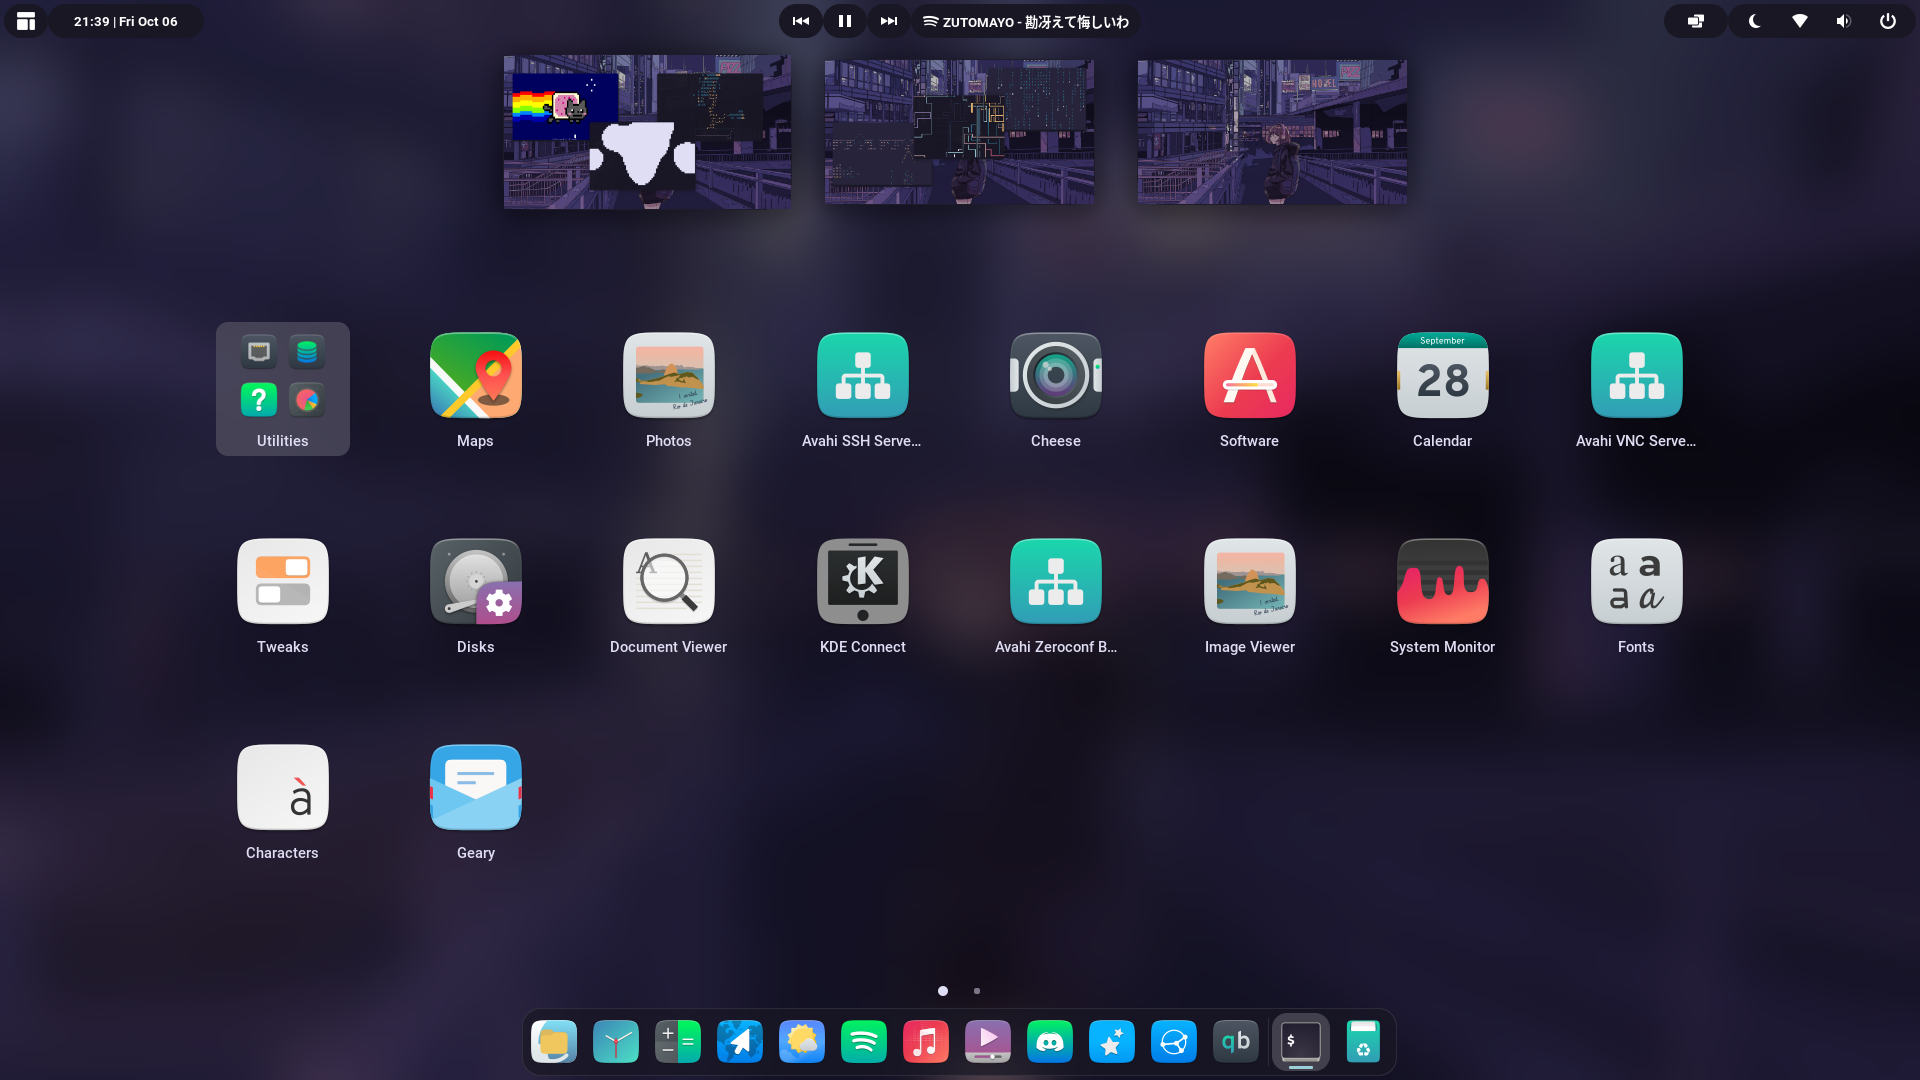 21:39 | Fri Oct 06
ZUTOMAYO - 勘冴えて悔しいわ
Utilities
Maps
Photos
Avahi SSH Serve...
Cheese
Software
September
28
Calendar
Avahi VNC Serve...
Tweaks
Disks
Document Viewer
KDE Connect
Avahi Zeroconf B...
Image Viewer
System Monitor
a a
a a
Fonts
à
Characters
Geary
qb
$